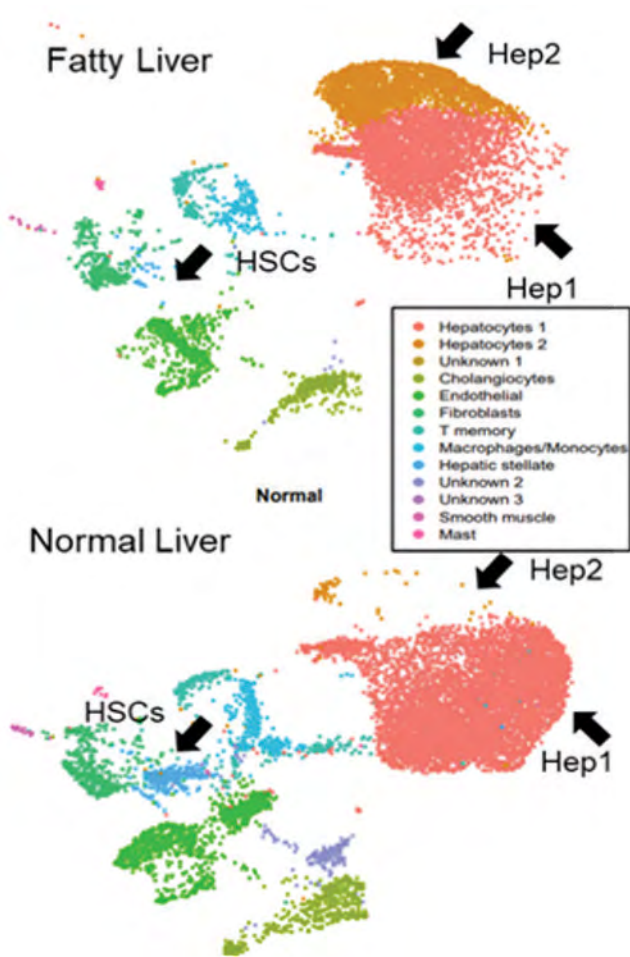 Fatty Liver
Hep2
HSCs
Hep1
Hepatocytes 1
Hepatocytes 2
Unknown 1
Cholangiocytes
Endothelial
Fibroblasts
T memory
Macrophages/Monocytes
Hepatic stellate
Unknown 2
Unknown 3
Smooth muscle
Mast
Normal
Normal Liver
Hep2
HSCs
Hep1